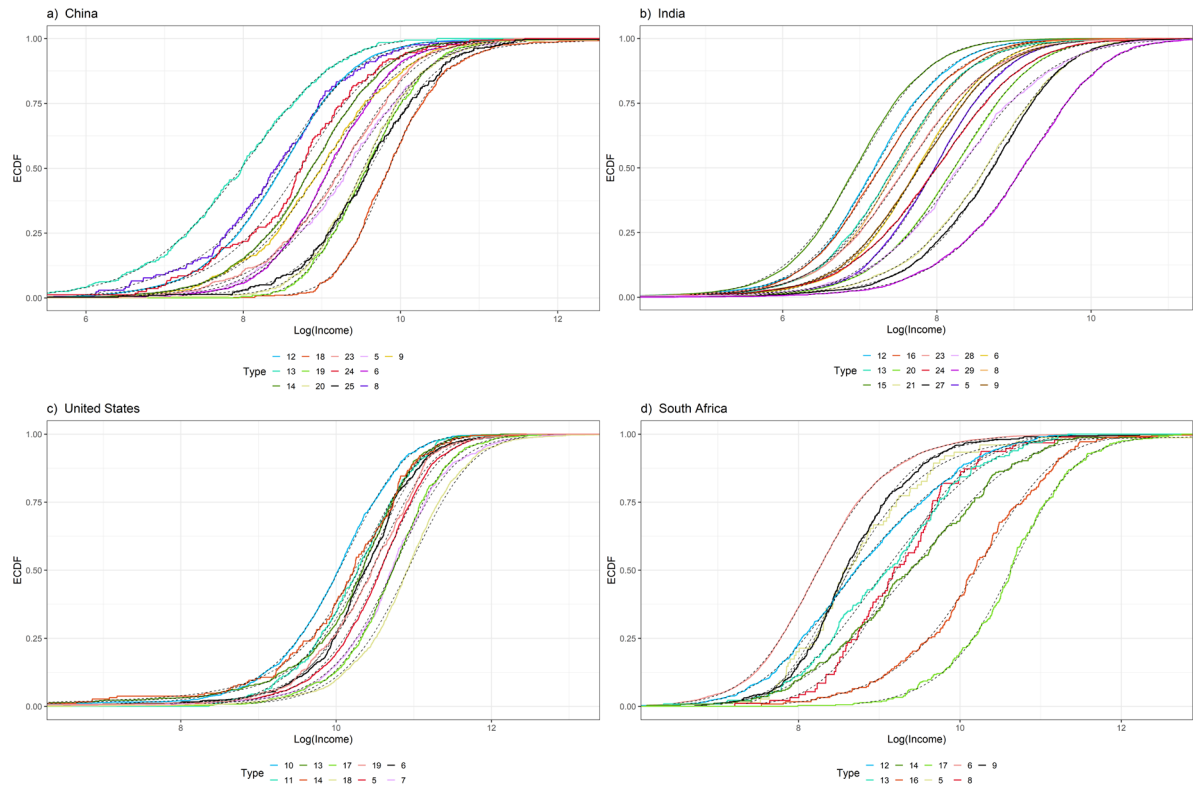 a) China
1.00
0.75
0.50
0.25
0.00
ECDF
6 8 10 12
Log(Income)
Type
12 18 23 5 9
13 19 24 6
14 20 25 8
b) India
1.00
0.75
0.50
0.25
0.00
ECDF
6 8 10
Log(Income)
Type
12 16 23 28 6
13 20 24 29 8
15 21 27 5 9
c) United States
1.00
0.75
0.50
0.25
0.00
ECDF
8 10 12
Log(Income)
Type
10 13 17 19 6
11 14 18 5 7
d) South Africa
1.00
0.75
0.50
0.25
0.00
ECDF
8 10 12
Log(Income)
Type
12 14 17 6 9
13 16 5 8